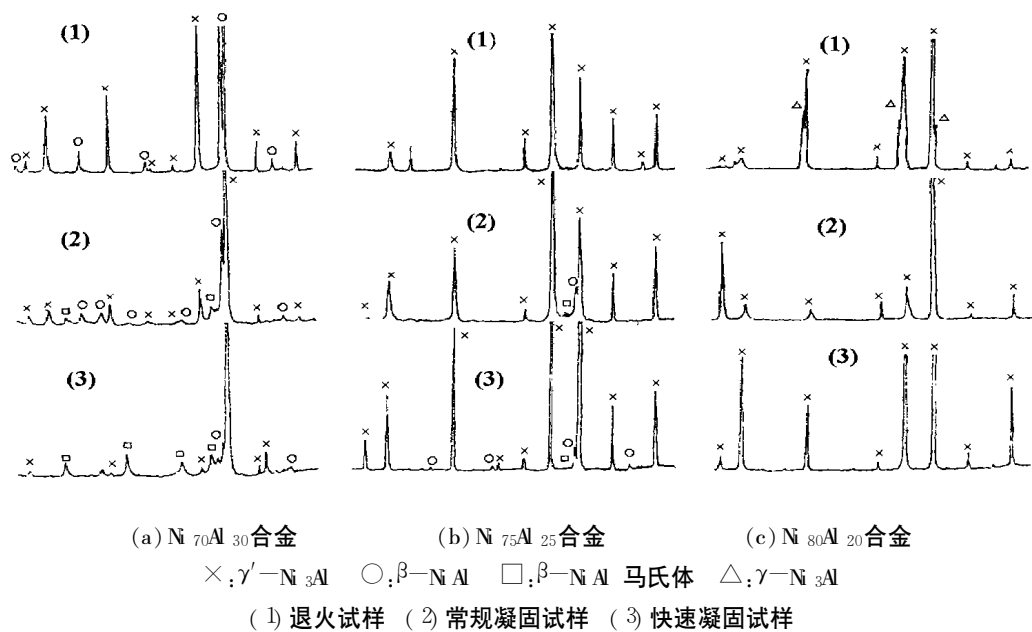 (1) (1) (1)
(2) (2) (2)
(3) (3) (3)
(a) Ni70Al30合金 (b) Ni75Al25合金 (c) Ni80Al20合金
×:γ′—Ni3Al ○:β—NiAl □:β—NiAl 马氏体 △:γ—Ni3Al
(1) 退火试样 (2) 常规凝固试样 (3) 快速凝固试样